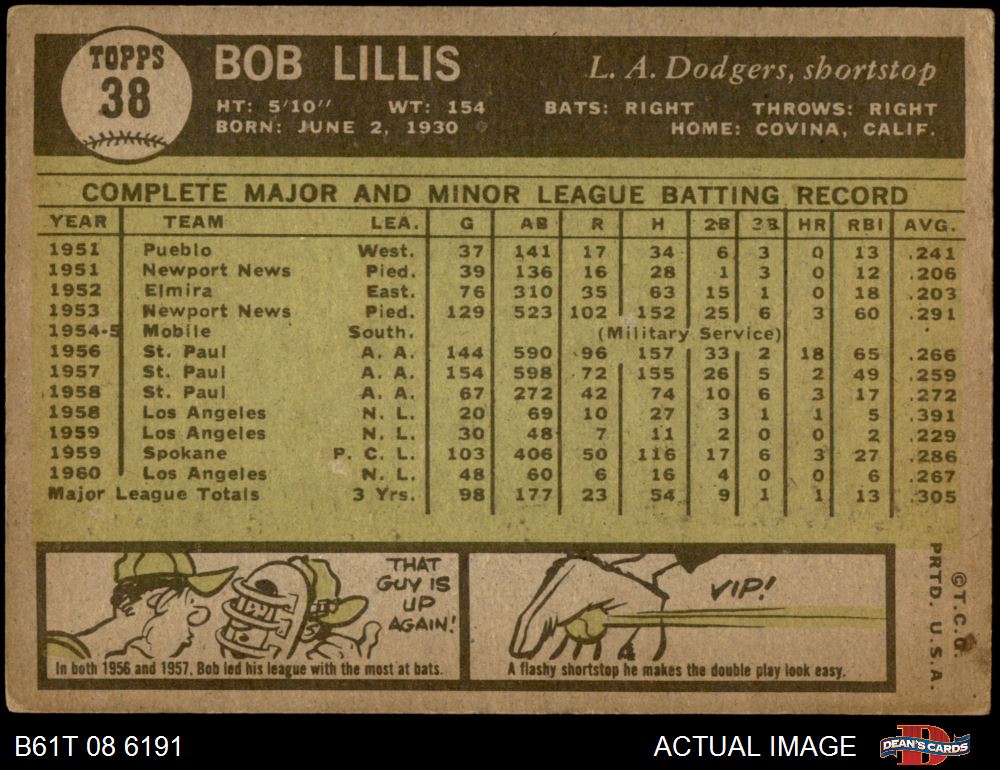 TOPPS
38
BOB LILLIS
L. A. Dodgers, shortstop
HT: 5'10" WT: 154 BATS: RIGHT THROWS: RIGHT
BORN: JUNE 2, 1930 HOME: COVINA, CALIF.
COMPLETE MAJOR AND MINOR LEAGUE BATTING RECORD
YEAR TEAM LEA. G AB R H 2B 3B HR RBI AVG.
1951 Pueblo West. 37 141 17 34 6 3 0 13 .241
1951 Newport News Pied. 39 136 16 28 1 3 0 12 .206
1952 Elmira East. 76 310 35 63 15 1 0 18 .203
1953 Newport News Pied. 129 523 102 152 25 6 3 60 .291
1954-5 Mobile South. (Military Service)
1956 St. Paul A. A. 144 590 96 157 33 2 18 65 .266
1957 St. Paul A. A. 154 598 72 155 26 5 2 49 .259
1958 St. Paul A. A. 67 272 42 74 10 6 3 17 .272
1958 Los Angeles N. L. 20 69 10 27 3 1 1 5 .391
1959 Los Angeles N. L. 30 48 7 11 2 0 0 2 .229
1959 Spokane P. C. L. 103 406 50 116 17 6 3 27 .286
1960 Los Angeles N. L. 48 60 6 16 4 0 0 6 .267
Major League Totals 3 Yrs. 98 177 23 54 9 1 1 13 .305
THAT
GUY IS
UP
AGAIN!
In both 1956 and 1957, Bob led his league with the most at bats.
VIP!
A flashy shortstop he makes the double play look easy.
©T.C.G.
PRTD. U.S.A.
B61T 08 6191
ACTUAL IMAGE
DEAN'S CARDS